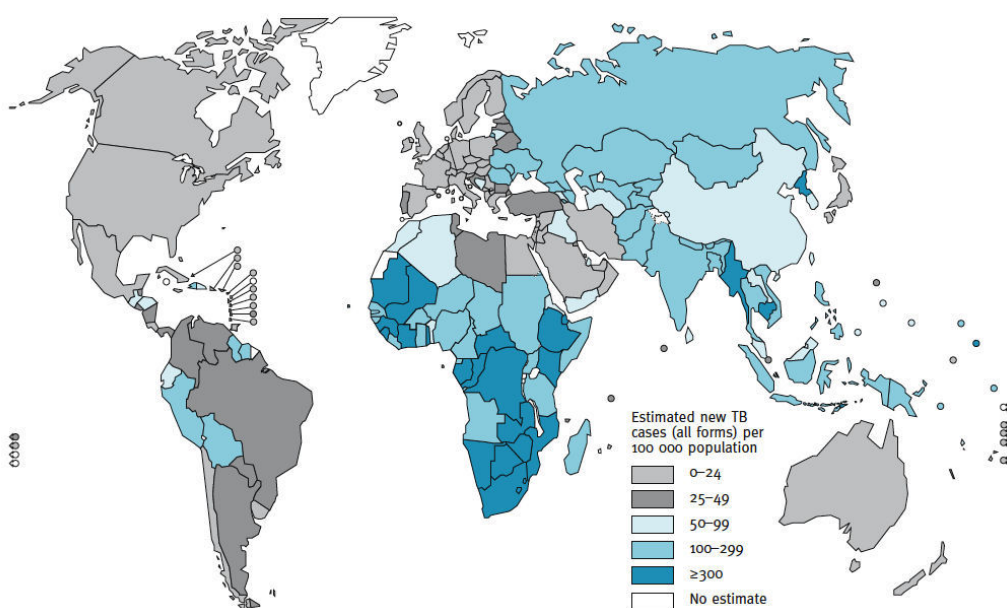 Estimated new TB
cases (all forms) per
100 000 population
0–24
25–49
50–99
100–299
≥300
No estimate